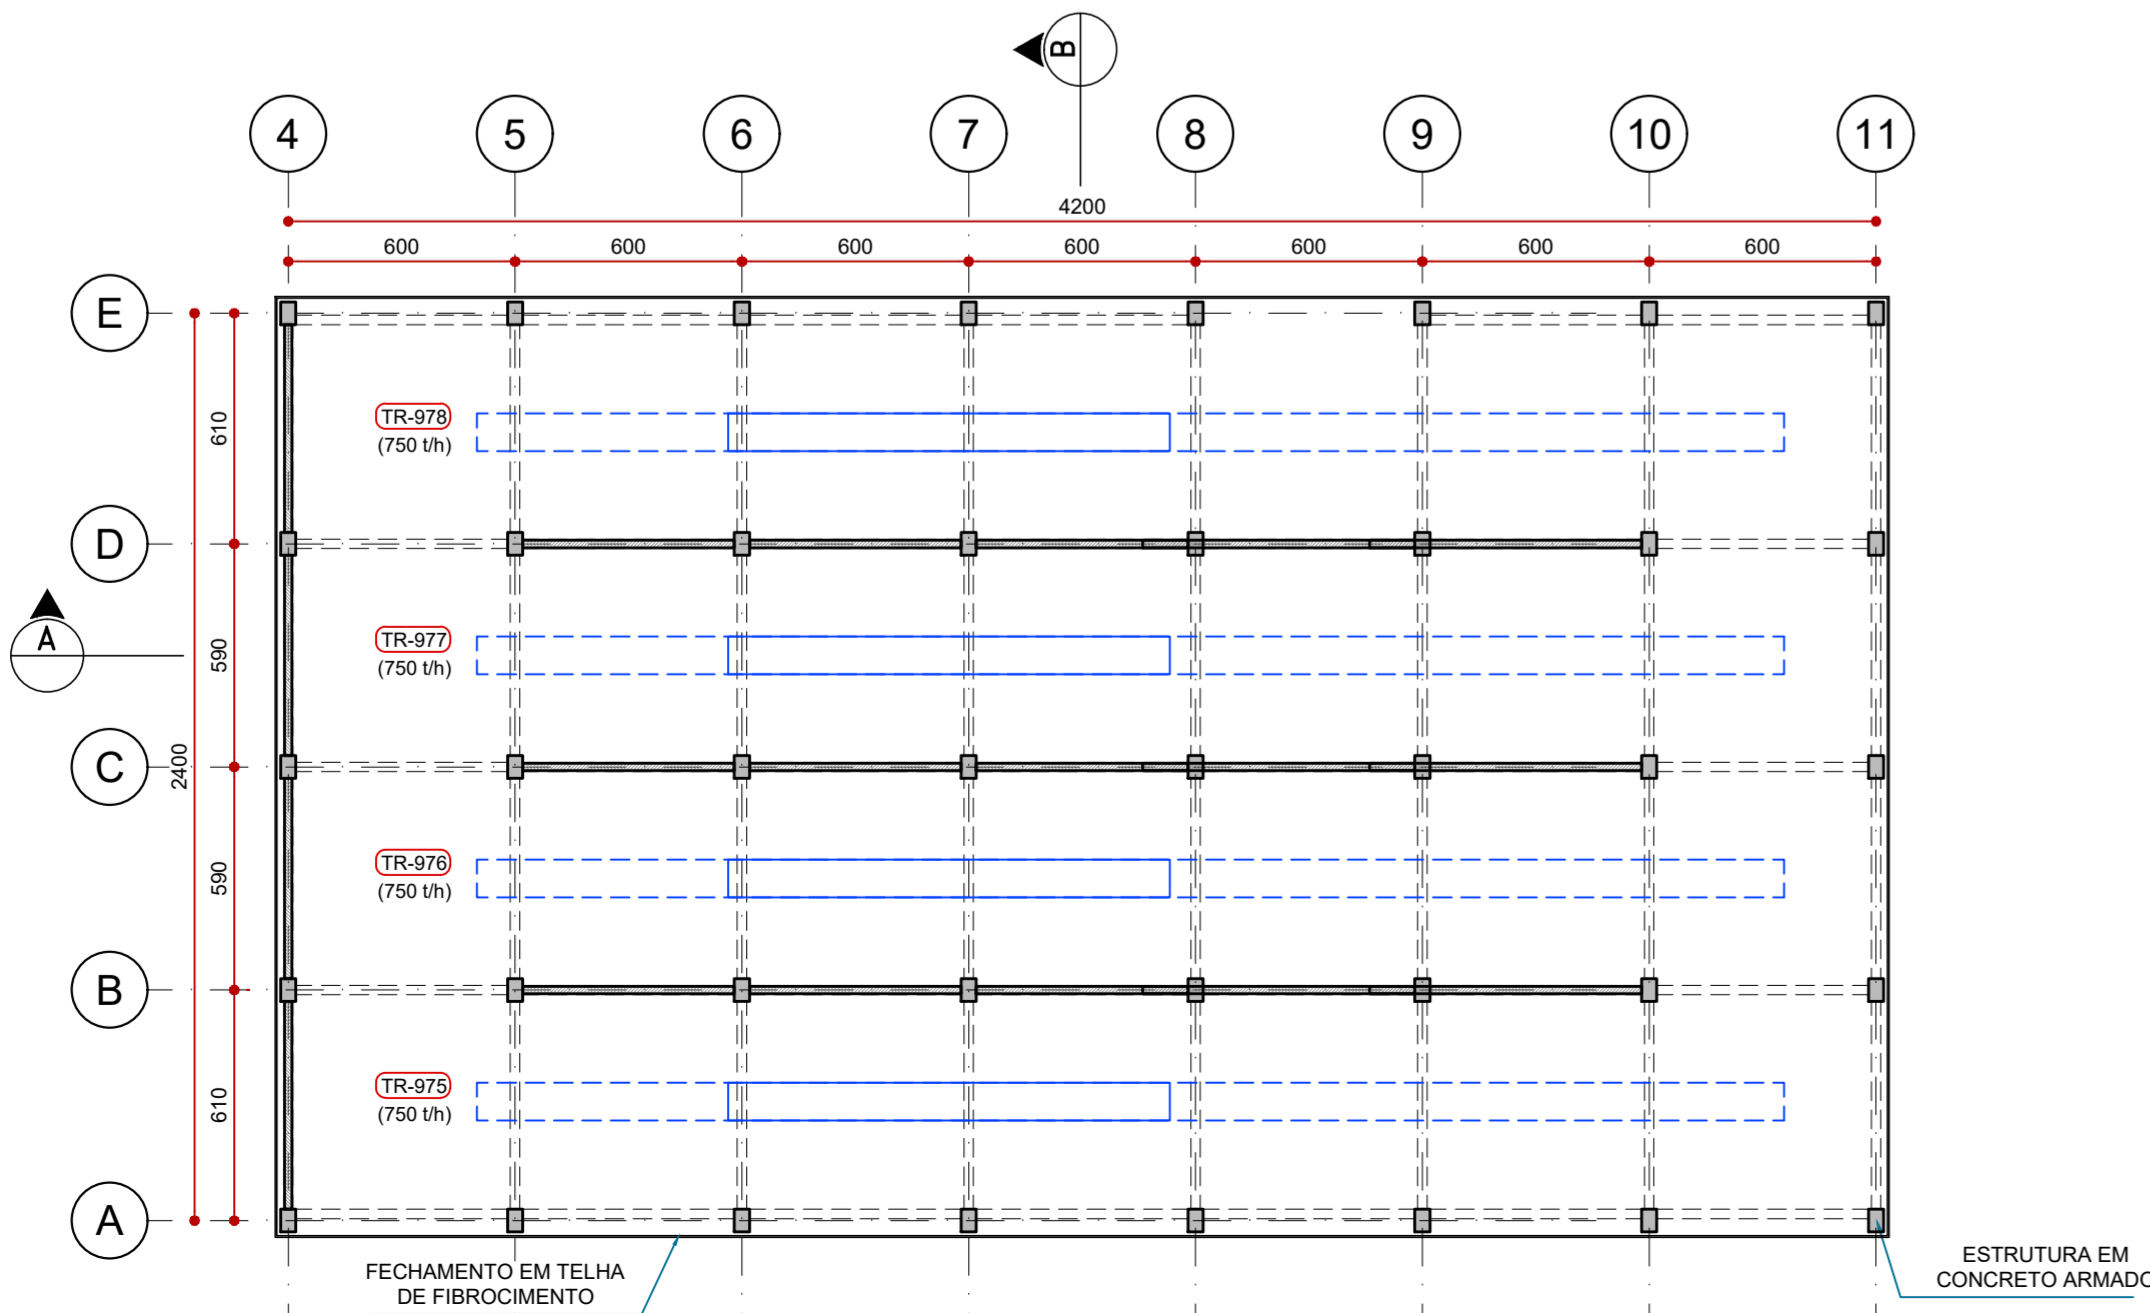 B
4 5 6 7 8 9 10 11
4200
600 600 600 600 600 600 600
E
610
TR-978
(750 t/h)
D
A
590
TR-977
(750 t/h)
C
2400
590
TR-976
(750 t/h)
B
610
TR-975
(750 t/h)
A
FECHAMENTO EM TELHA
DE FIBROCIMENTO
ESTRUTURA EM
CONCRETO ARMADO